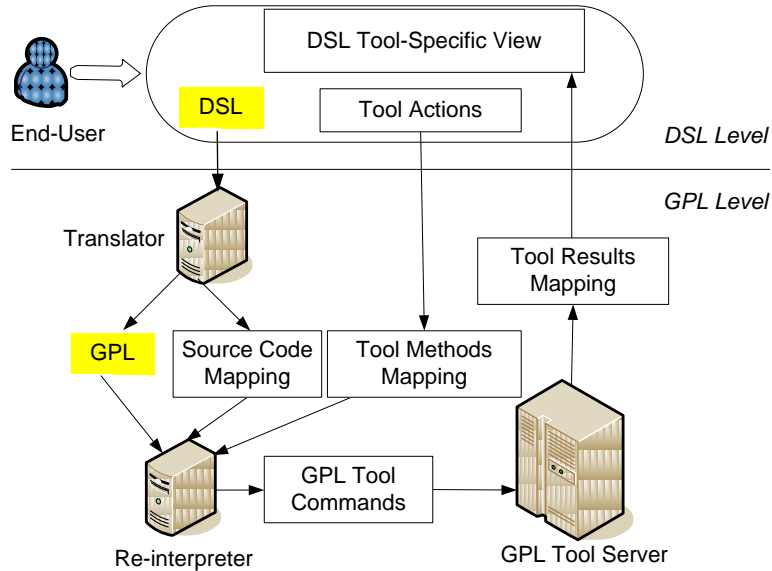 DSL Tool-Specific View
DSL
Tool Actions
End-User
DSL Level
GPL Level
Translator
Tool Results
Mapping
GPL
Source Code
Mapping
Tool Methods
Mapping
GPL Tool
Commands
Re-interpreter
GPL Tool Server